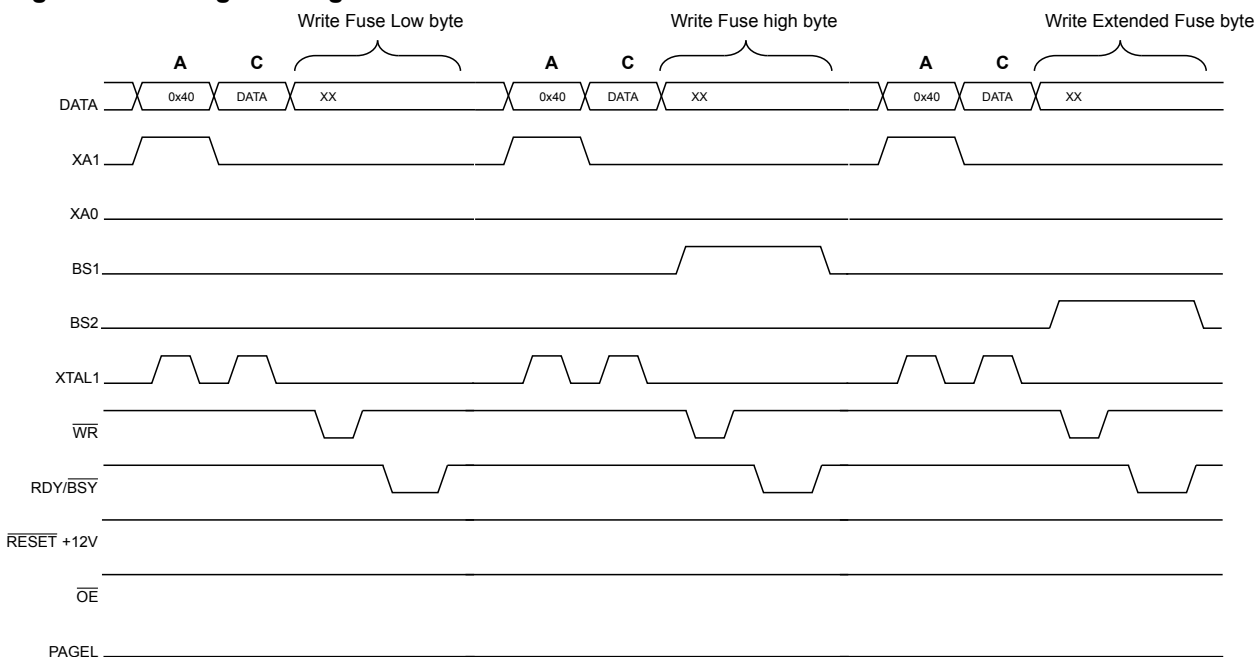 Write Fuse Low byte Write Fuse high byte Write Extended Fuse byte
A C A C A C
DATA 0x40 DATA XX 0x40 DATA XX 0x40 DATA XX
XA1
XA0
BS1
BS2
XTAL1
WR
RDY/BSY
RESET +12V
OE
PAGEL